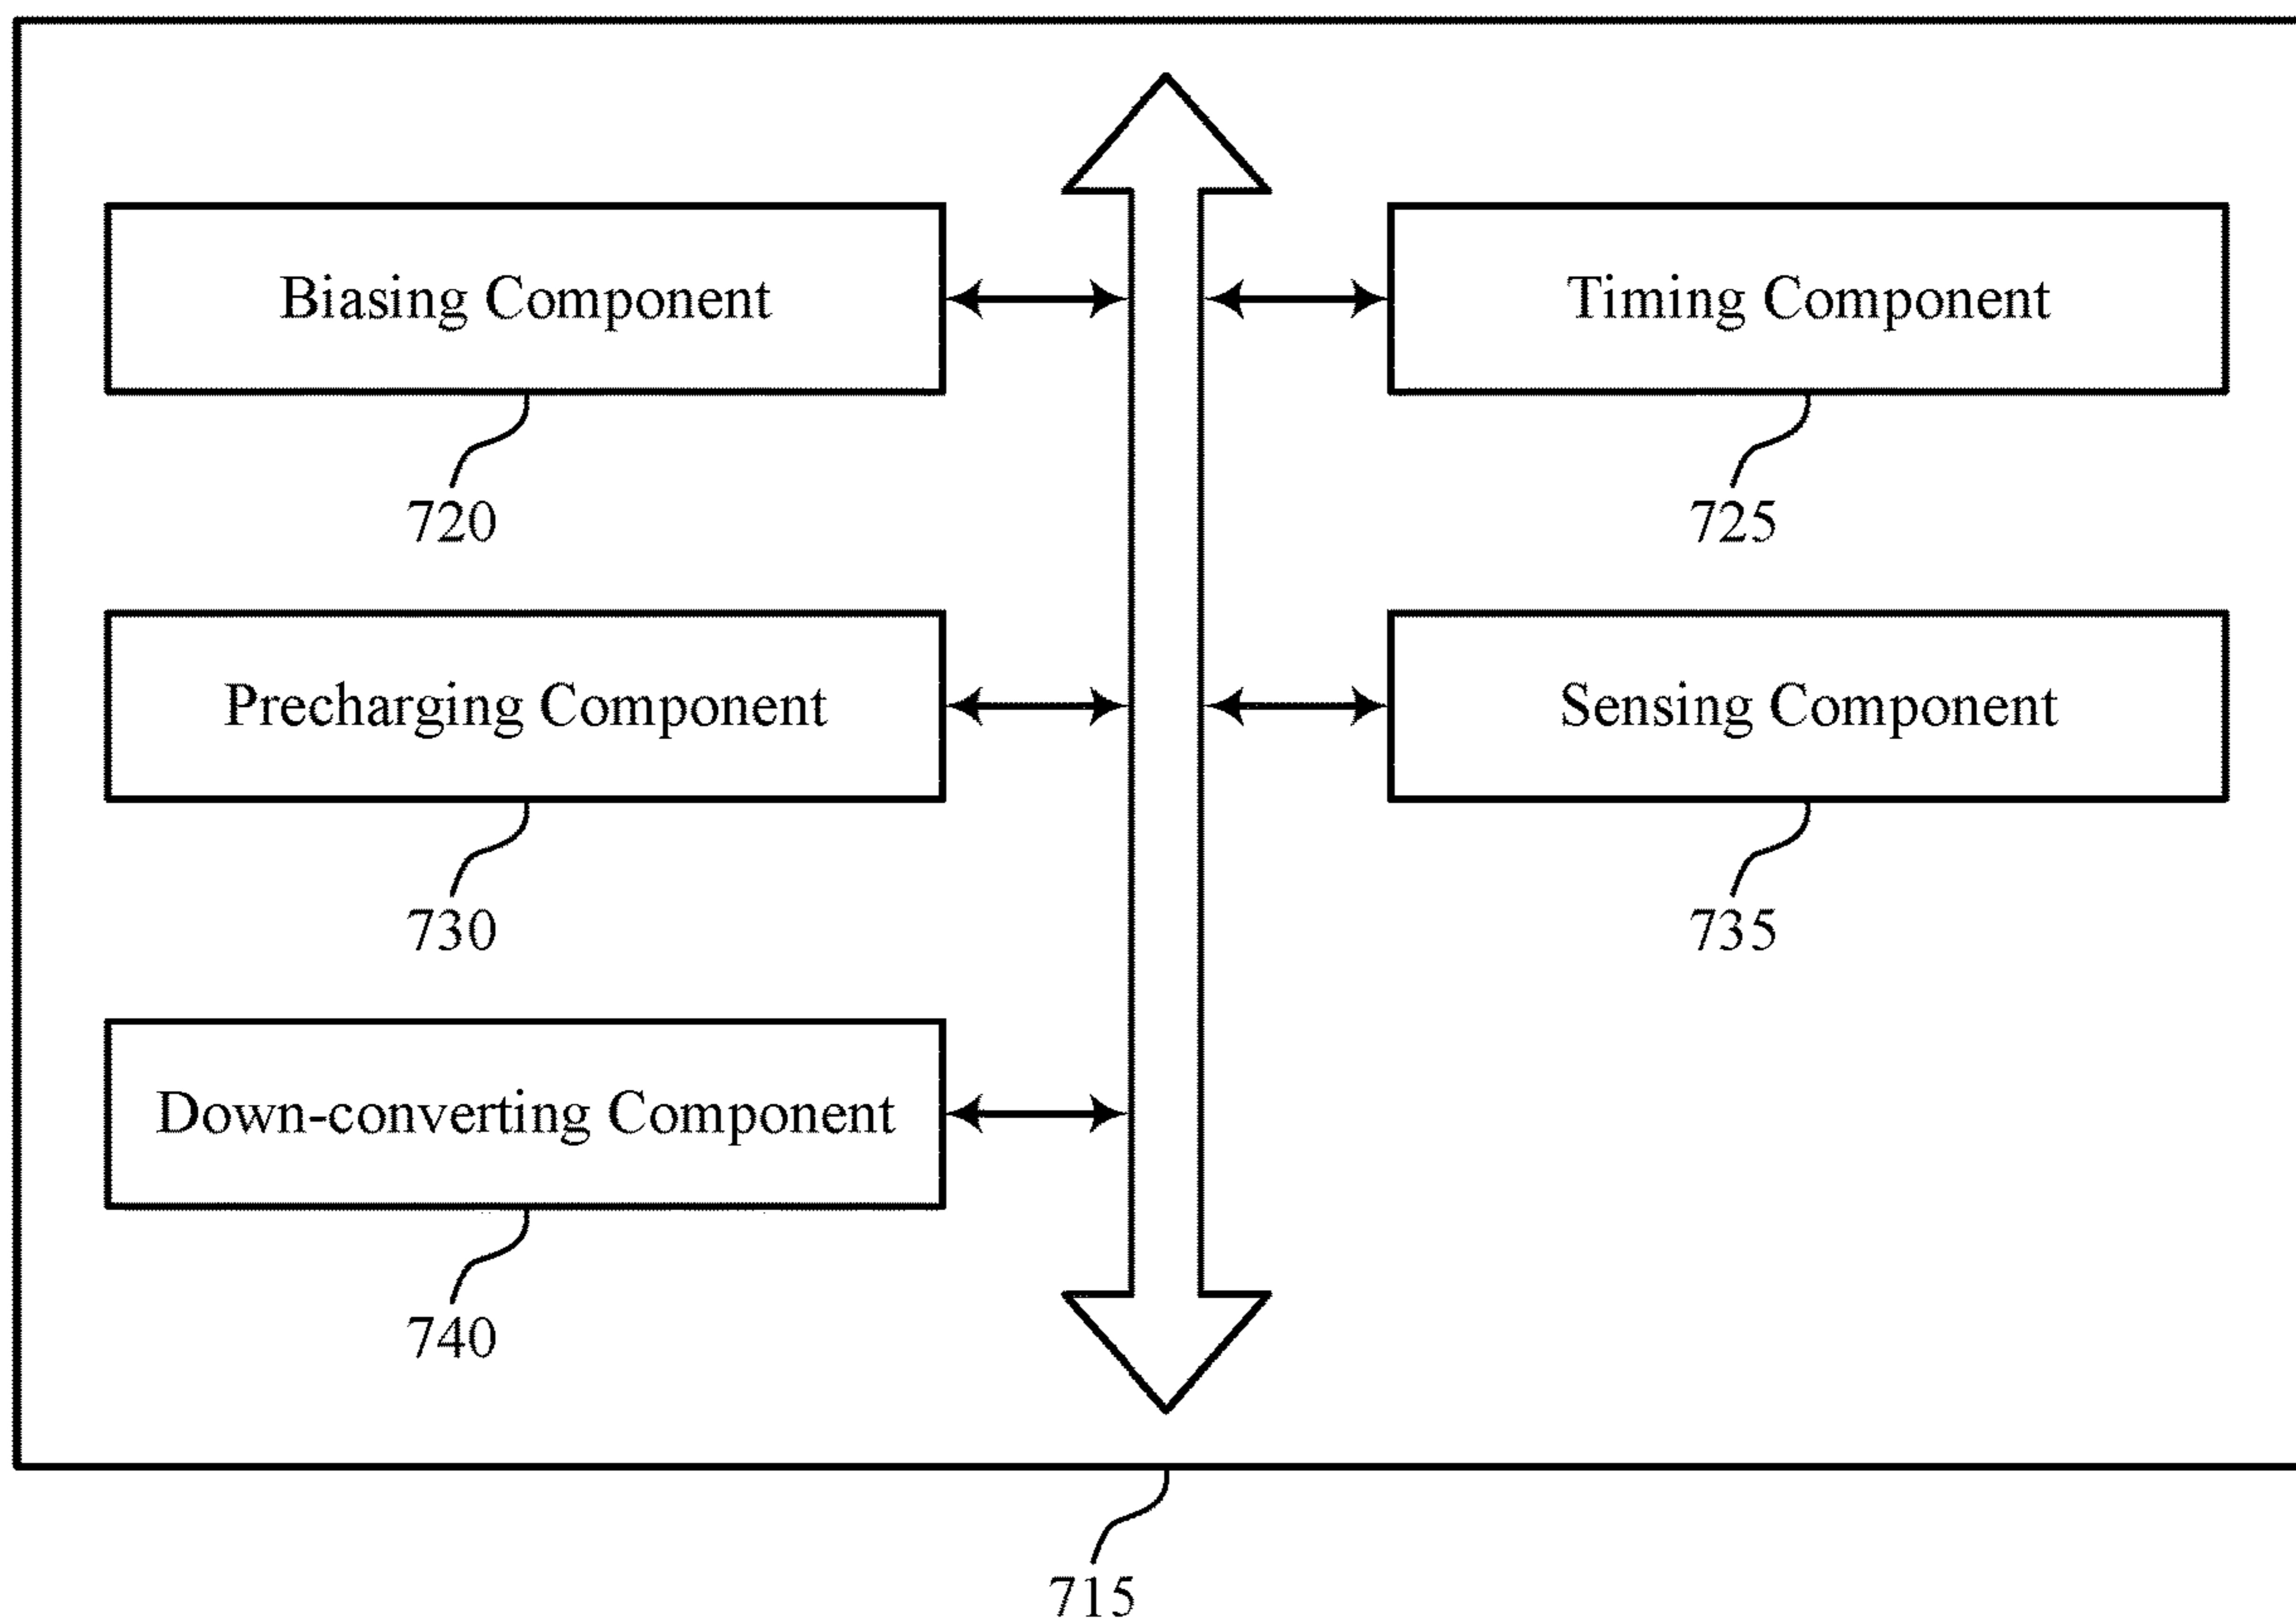 Biasing Component
Timing Component
720
725
Precharging Component
Sensing Component
730
735
Down-converting Component
740
715